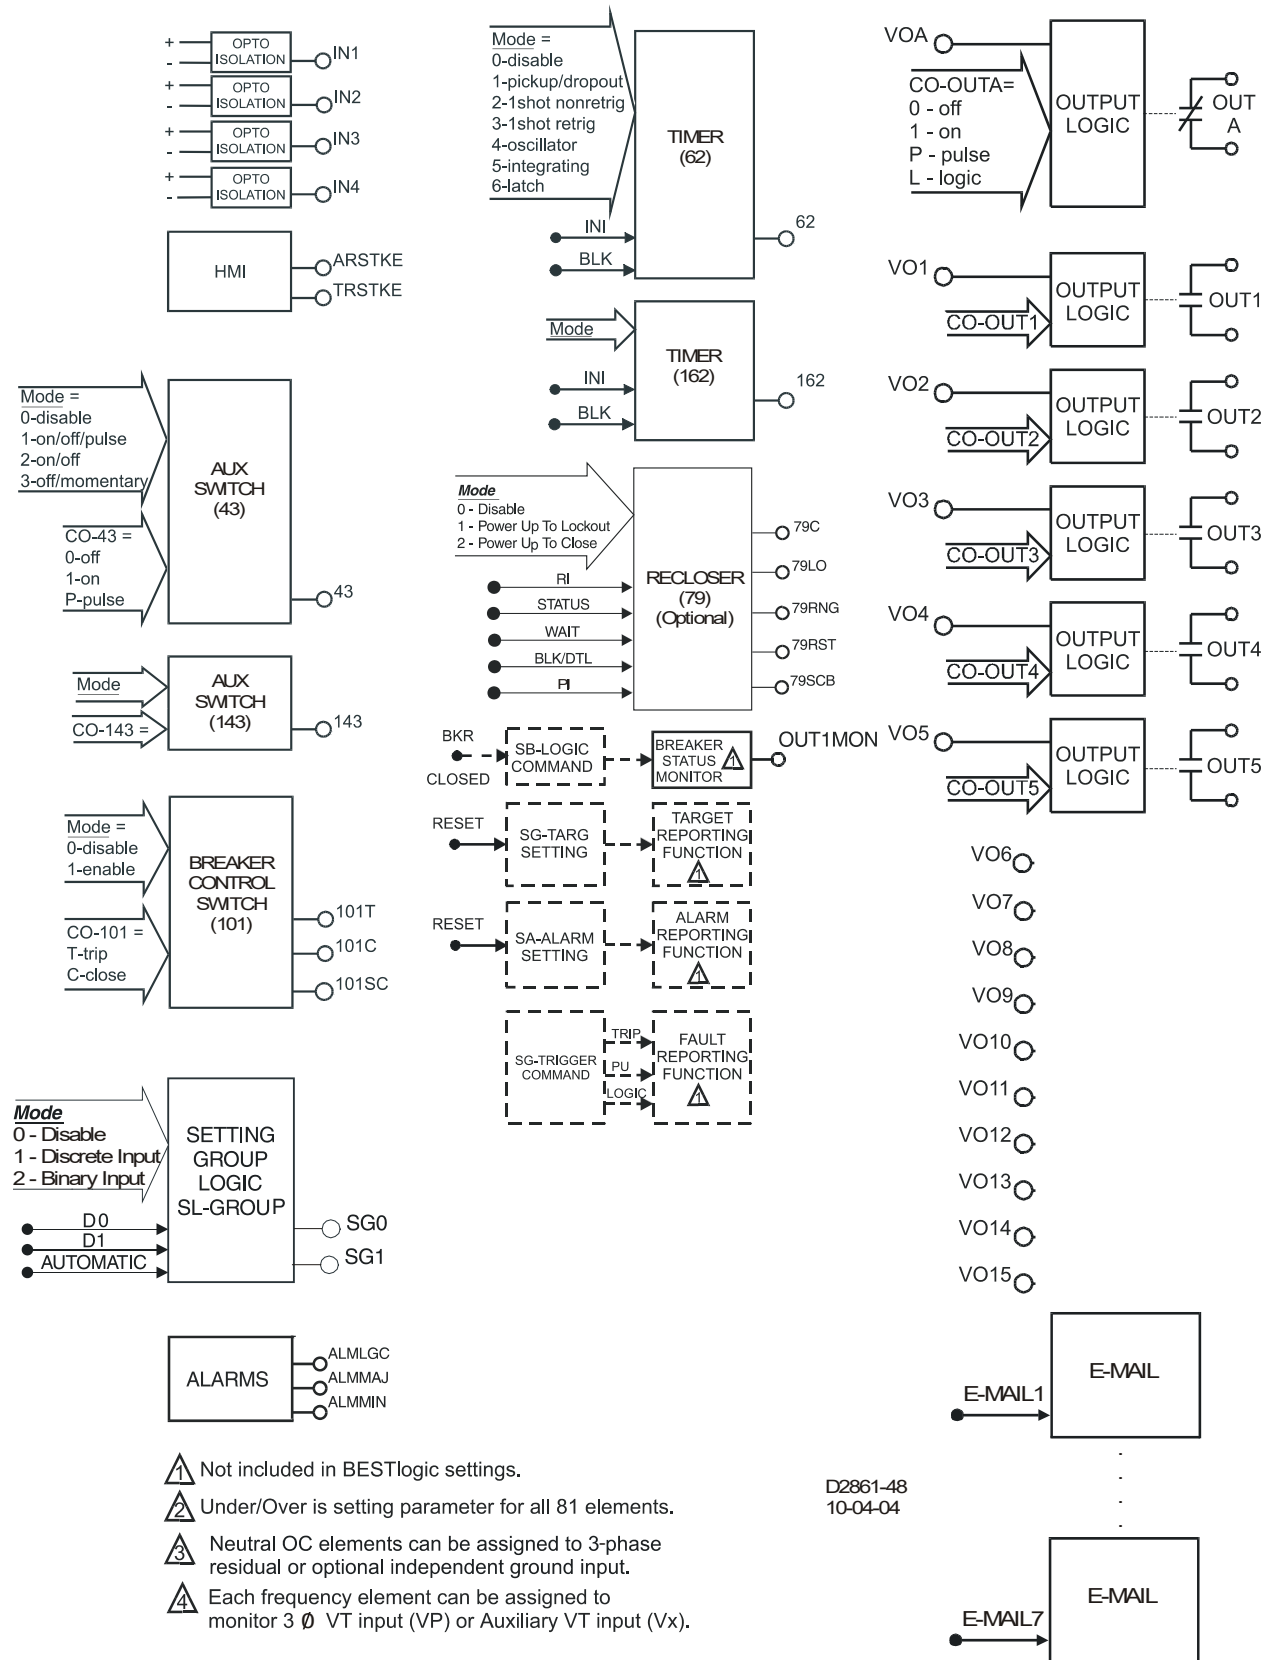 +
-
OPTO
ISOLATION
IN1
+
-
OPTO
ISOLATION
IN2
+
-
OPTO
ISOLATION
IN3
+
-
OPTO
ISOLATION
IN4
HMI
ARSTKE
TRSTKE
Mode =
0-disable
1-on/off/pulse
2-on/off
3-off/momentary
CO-43 =
0-off
1-on
P-pulse
AUX
SWITCH
(43)
43
Mode
CO-143 =
AUX
SWITCH
(143)
143
Mode =
0-disable
1-enable
CO-101 =
T-trip
C-close
BREAKER
CONTROL
SWITCH
(101)
101T
101C
101SC
Mode
0 - Disable
1 - Discrete Input
2 - Binary Input
D0
D1
AUTOMATIC
SETTING
GROUP
LOGIC
SL-GROUP
SG0
SG1
ALARMS
ALMLGC
ALMMAJ
ALMMIN
Mode =
0-disable
1-pickup/dropout
2-1shot nonretrig
3-1shot retrig
4-oscillator
5-integrating
6-latch
INI
BLK
TIMER
(62)
62
Mode
INI
BLK
TIMER
(162)
162
Mode
0 - Disable
1 - Power Up To Lockout
2 - Power Up To Close
RI
STATUS
WAIT
BLK/DTL
PI
RECLOSER
(79)
(Optional)
79C
79LO
79RNG
79RST
79SCB
BKR
CLOSED
SB-LOGIC
COMMAND
BREAKER
STATUS
MONITOR
1
OUT1MON
RESET
SG-TARG
SETTING
TARGET
REPORTING
FUNCTION
1
RESET
SA-ALARM
SETTING
ALARM
REPORTING
FUNCTION
1
SG-TRIGGER
COMMAND
TRIP
PU
LOGIC
FAULT
REPORTING
FUNCTION
1
VOA
CO-OUTA=
0 - off
1 - on
P - pulse
L - logic
OUTPUT
LOGIC
OUT
A
VO1
CO-OUT1
OUTPUT
LOGIC
OUT1
VO2
CO-OUT2
OUTPUT
LOGIC
OUT2
VO3
CO-OUT3
OUTPUT
LOGIC
OUT3
VO4
CO-OUT4
OUTPUT
LOGIC
OUT4
VO5
CO-OUT5
OUTPUT
LOGIC
OUT5
VO6
VO7
VO8
VO9
VO10
VO11
VO12
VO13
VO14
VO15
E-MAIL1
E-MAIL
E-MAIL7
E-MAIL
1 Not included in BESTlogic settings.
2 Under/Over is setting parameter for all 81 elements.
3 Neutral OC elements can be assigned to 3-phase
residual or optional independent ground input.
4 Each frequency element can be assigned to
monitor 3 Ø VT input (VP) or Auxiliary VT input (Vx).
D2861-48
10-04-04